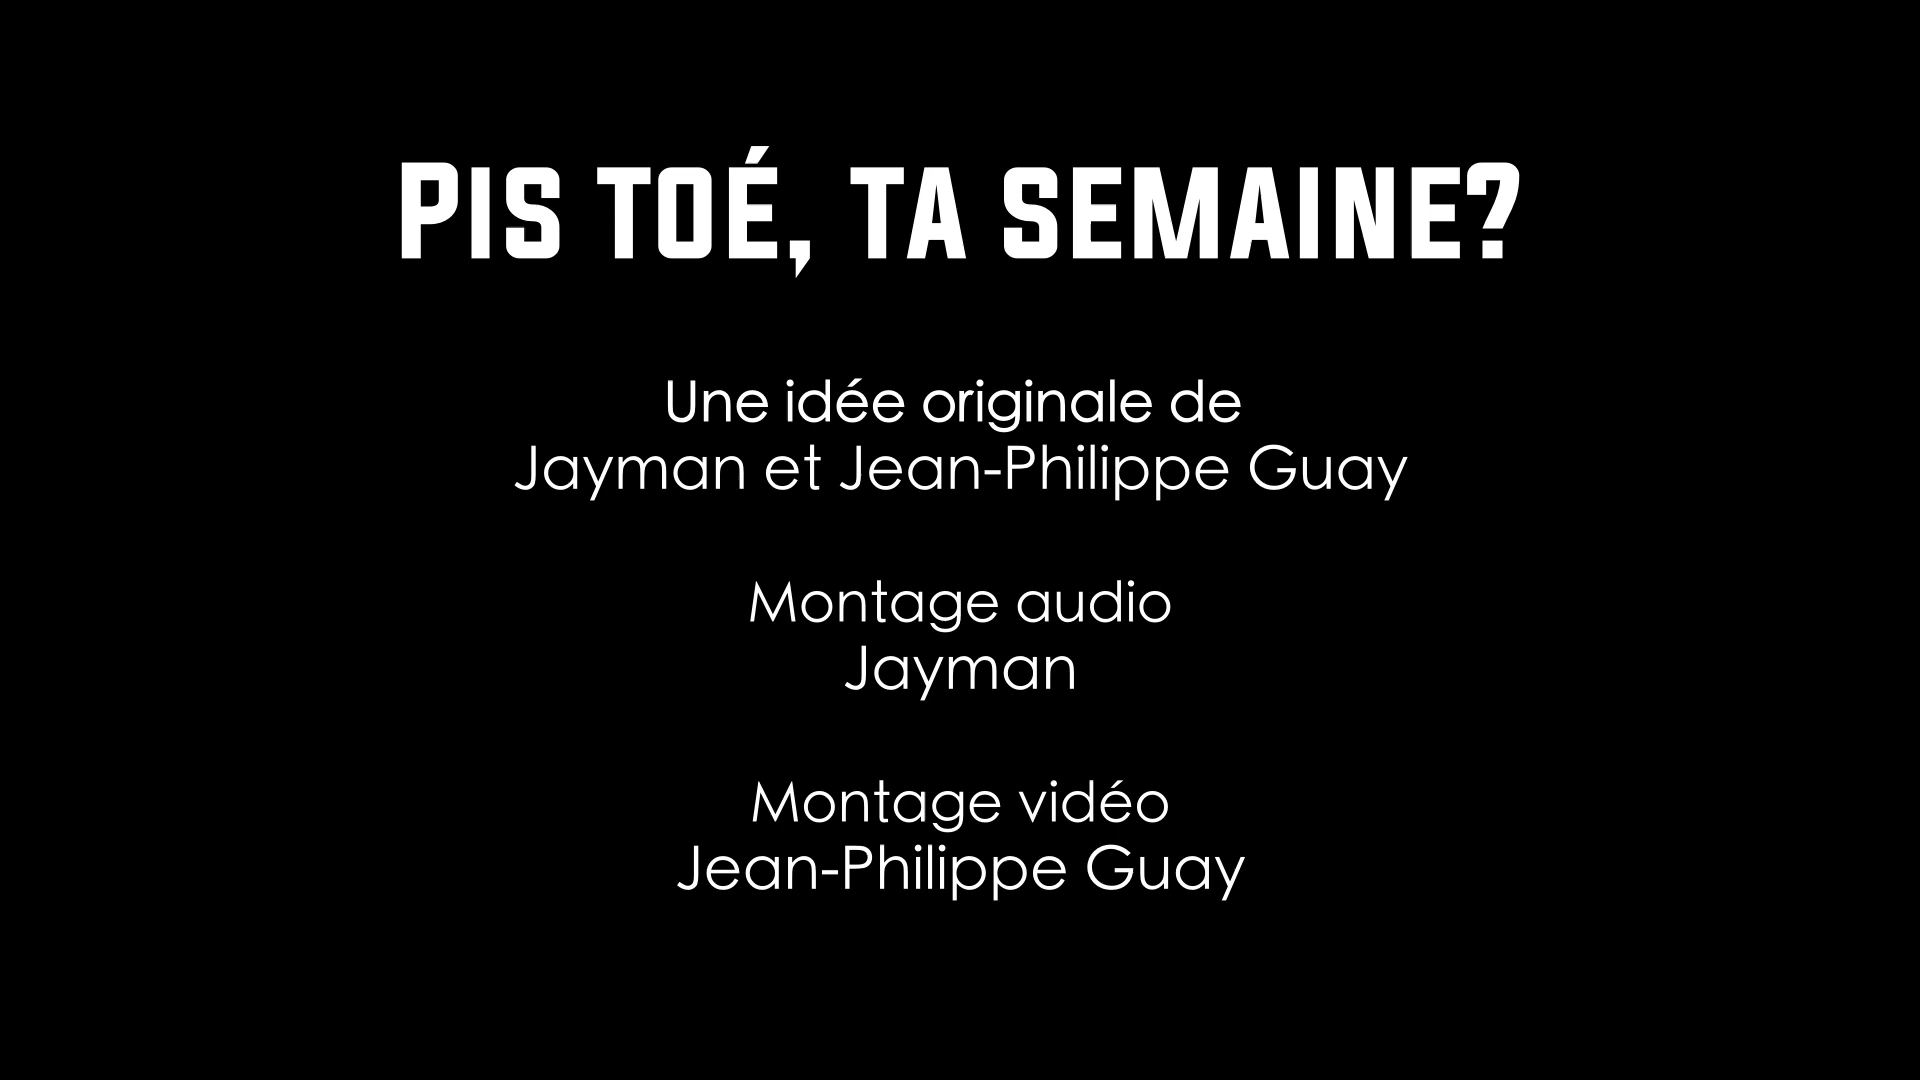 Pis toé, ta semaine?
Une idée originale de
Jayman et Jean-Philippe Guay
Montage audio
Jayman
Montage vidéo
Jean-Philippe Guay